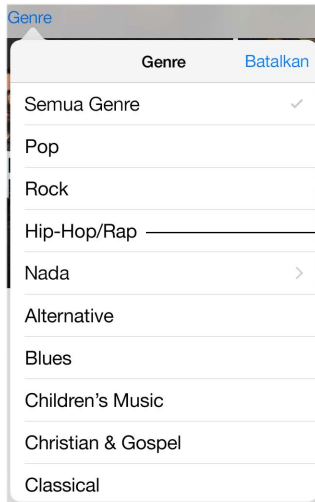 Genre
Genre Batalkan
Semua Genre
Pop
Rock
Hip-Hop/Rap
Nada
Alternative
Blues
Children’s Music
Christian & Gospel
Classical